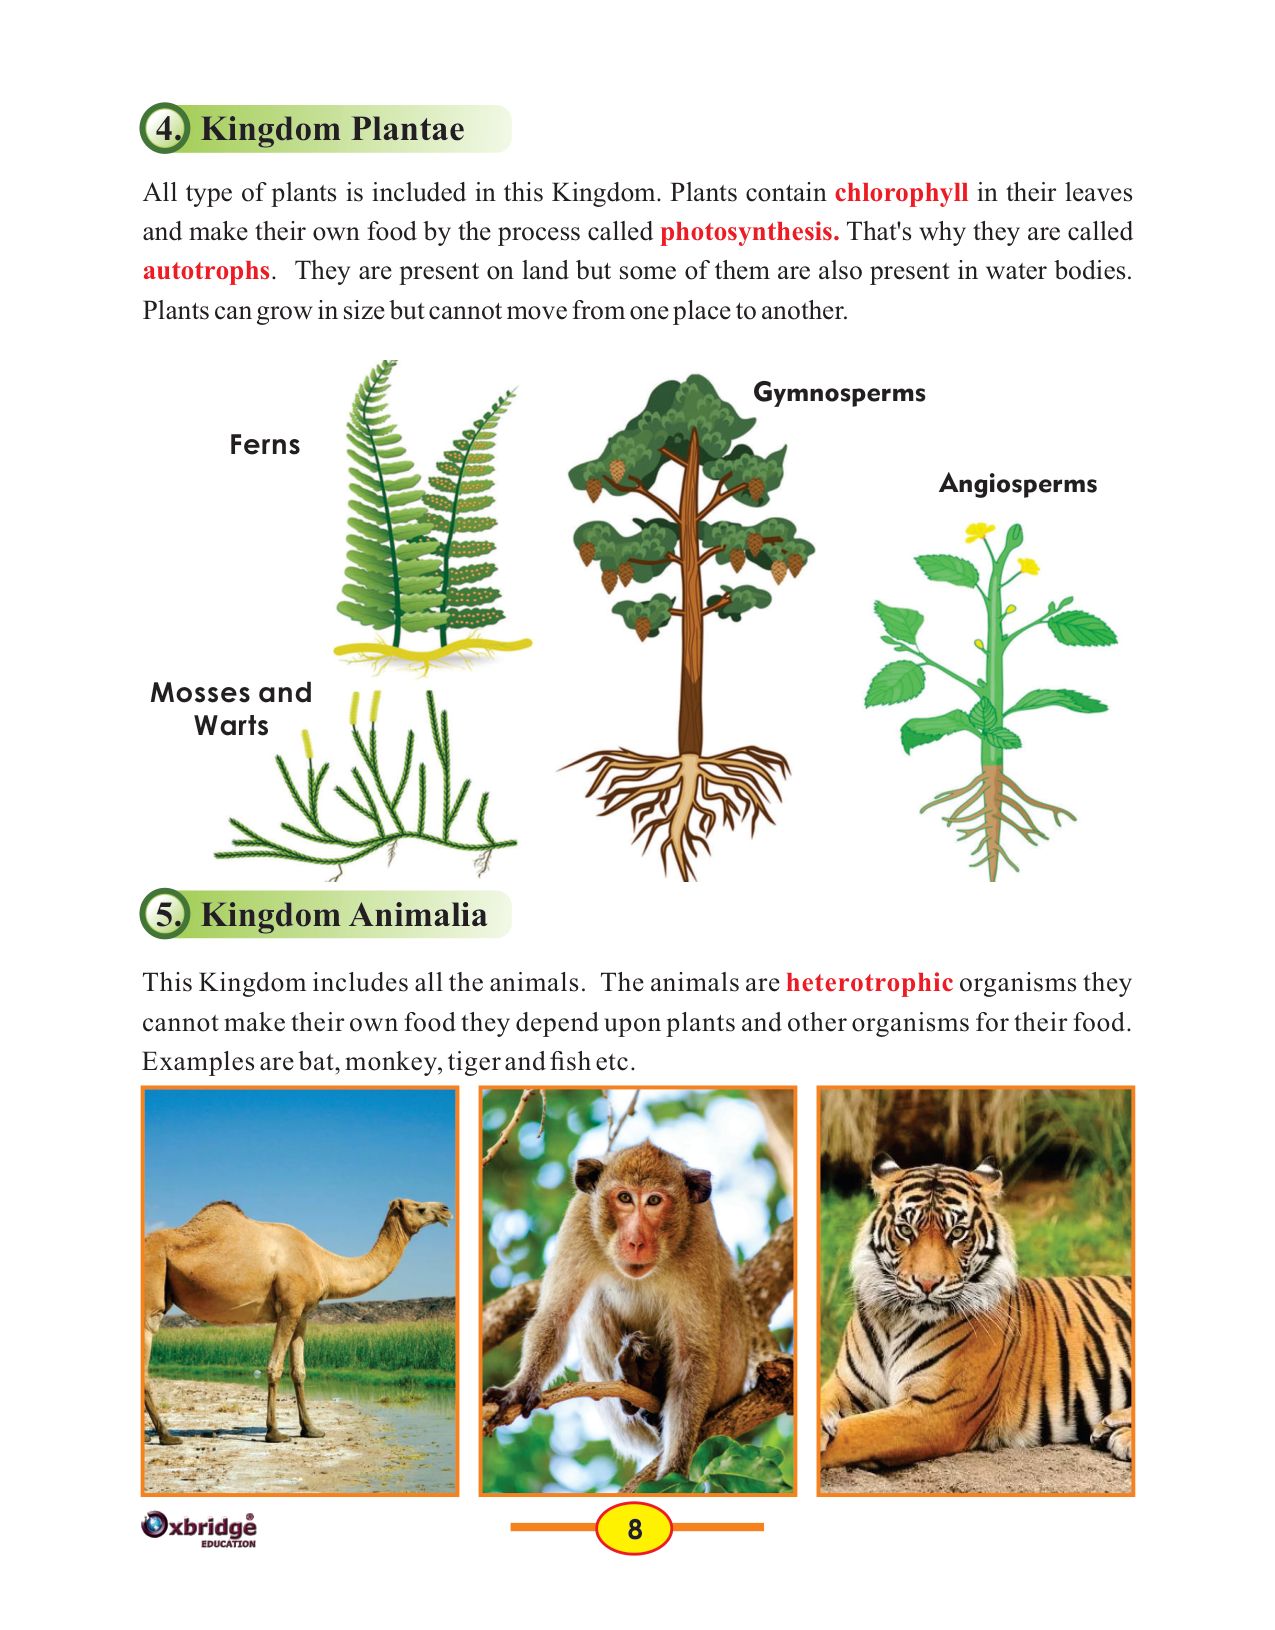 4. Kingdom Plantae
All type of plants is included in this Kingdom. Plants contain chlorophyll in their leaves
and make their own food by the process called photosynthesis. That's why they are called
autotrophs. They are present on land but some of them are also present in water bodies.
Plants can grow in size but cannot move from one place to another.
Gymnosperms
Ferns
Angiosperms
Mosses and
Warts
5. Kingdom Animalia
This Kingdom includes all the animals. The animals are heterotrophic organisms they
cannot make their own food they depend upon plants and other organisms for their food.
Examples are bat, monkey, tiger and fish etc.
Oxbridge®
EDUCATION
8